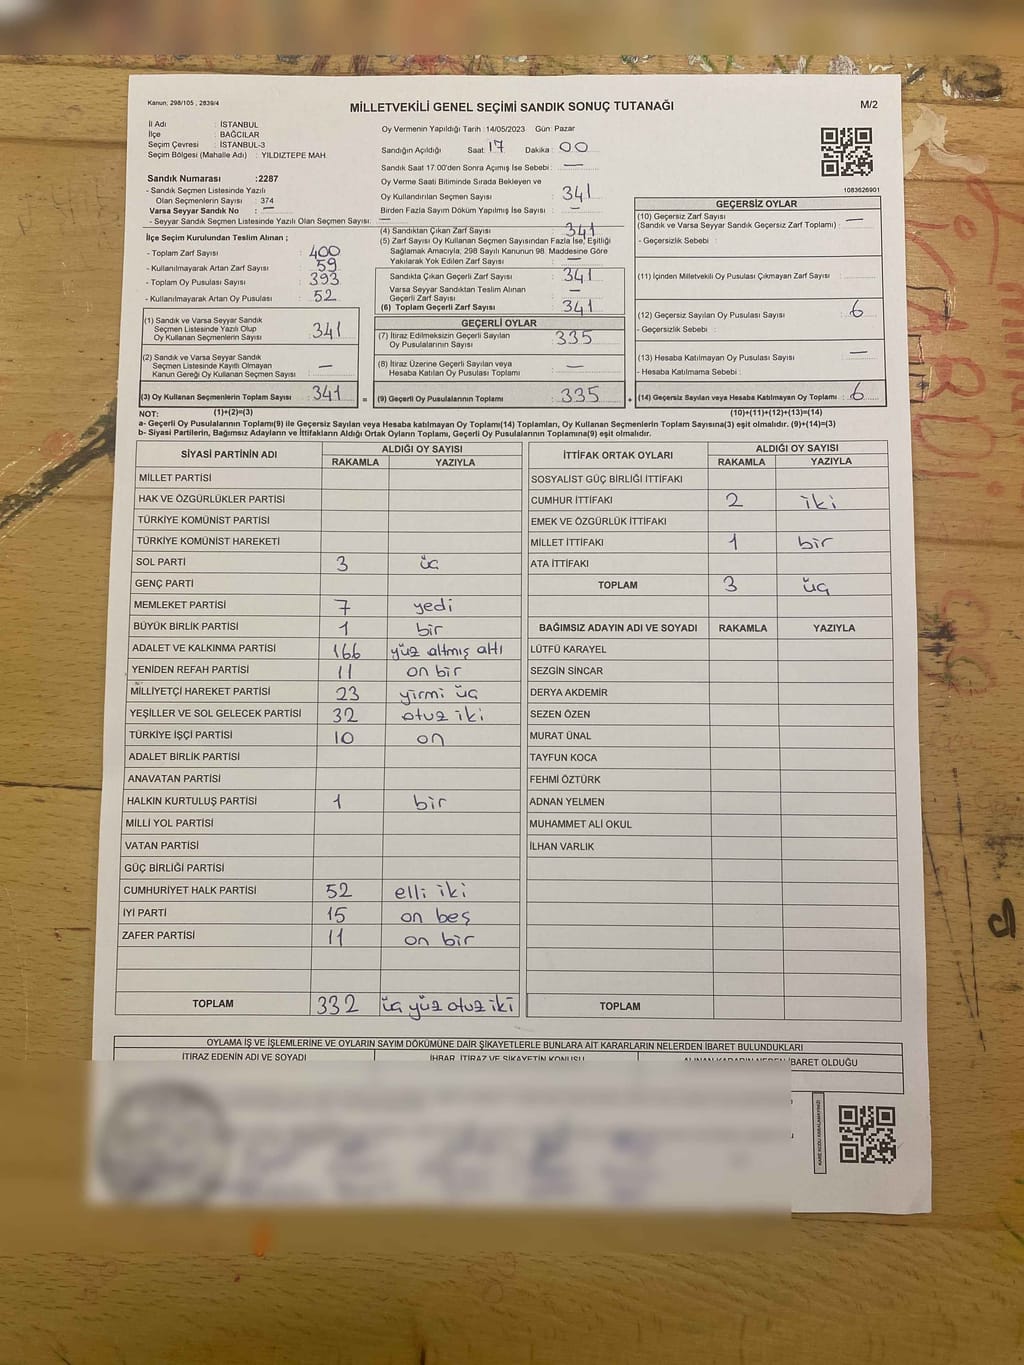 Kanun, 298/105 , 2839/4
MİLLETVEKİLİ GENEL SEÇİMİ SANDIK SONUÇ TUTANAĞI
M/2
İl Adı : İSTANBUL
İlçe : BAĞCILAR
Seçim Çevresi : İSTANBUL-3
Seçim Bölgesi (Mahalle Adı) : YILDIZTEPE MAH.
Sandık Numarası :2287
- Sandık Seçmen Listesinde Yazılı
Olan Seçmenlerin Sayısı : 374
Varsa Seyyar Sandık No : —
- Seyyar Sandık Seçmen Listesinde Yazılı Olan Seçmen Sayısı:
İlçe Seçim Kurulundan Teslim Alınan ;
- Toplam Zarf Sayısı : 400
- Kullanılmayarak Artan Zarf Sayısı : 59
- Toplam Oy Pusulası Sayısı : 393
- Kullanılmayarak Artan Oy Pusulası : 52
(1) Sandık ve Varsa Seyyar Sandık
Seçmen Listesinde Yazılı Olup
Oy Kullanan Seçmenlerin Sayısı : 341
(2) Sandık ve Varsa Seyyar Sandık
Seçmen Listesinde Kayıtlı Olmayan
Kanun Gereği Oy Kullanan Seçmen Sayısı : —
(3) Oy Kullanan Seçmenlerin Toplam Sayısı : 341 =
Oy Vermenin Yapıldığı Tarih :14/05/2023 Gün: Pazar
Sandığın Açıldığı Saat: 17 Dakika : 00
Sandık Saat 17.00'den Sonra Açımış İse Sebebi : —
Oy Verme Saati Bitiminde Sırada Bekleyen ve
Oy Kullandırılan Seçmen Sayısı : 341
Birden Fazla Sayım Döküm Yapılmış İse Sayısı : —
(4) Sandıktan Çıkan Zarf Sayısı : 341
(5) Zarf Sayısı Oy Kullanan Seçmen Sayısından Fazla İse, Eşitliği
Sağlamak Amacıyla; 298 Sayılı Kanunun 98. Maddesine Göre
Yakılarak Yok Edilen Zarf Sayısı : —
Sandıkta Çıkan Geçerli Zarf Sayısı : 341
Varsa Seyyar Sandıktan Teslim Alınan
Geçerli Zarf Sayısı : —
(6) Toplam Geçerli Zarf Sayısı : 341
GEÇERLİ OYLAR
(7) İtiraz Edilmeksizin Geçerli Sayılan
Oy Pusulalarının Sayısı : 335
(8) İtiraz Üzerine Geçerli Sayılan veya
Hesaba Katılan Oy Pusulası Toplamı : —
(9) Geçerli Oy Pusulalarının Toplamı : 335 +
1083626901
GEÇERSİZ OYLAR
(10) Geçersiz Zarf Sayısı
(Sandık ve Varsa Seyyar Sandık Geçersiz Zarf Toplamı) : —
- Geçersizlik Sebebi :
(11) İçinden Milletvekili Oy Pusulası Çıkmayan Zarf Sayısı :
(12) Geçersiz Sayılan Oy Pusulası Sayısı : 6
- Geçersizlik Sebebi :
(13) Hesaba Katılmayan Oy Pusulası Sayısı : —
- Hesaba Katılmama Sebebi :
(14) Geçersiz Sayılan veya Hesaba Katılmayan Oy Toplamı : 6
NOT: (1)+(2)=(3) (10)+(11)+(12)+(13)=(14)
a- Geçerli Oy Pusulalarının Toplamı(9) ile Geçersiz Sayılan veya Hesaba katılmayan Oy Toplamı(14) Toplamları, Oy Kullanan Seçmenlerin Toplam Sayısına(3) eşit olmalıdır. (9)+(14)=(3)
b- Siyasi Partilerin, Bağımsız Adayların ve İttifakların Aldığı Ortak Oyların Toplamı, Geçerli Oy Pusulalarının Toplamına(9) eşit olmalıdır.
SİYASİ PARTİNİN ADI ALDIĞI OY SAYISI
RAKAMLA YAZIYLA
MİLLET PARTİSİ
HAK VE ÖZGÜRLÜKLER PARTİSİ
TÜRKİYE KOMÜNİST PARTİSİ
TÜRKİYE KOMÜNİST HAREKETİ
SOL PARTİ 3 üç
GENÇ PARTİ
MEMLEKET PARTİSİ 7 yedi
BÜYÜK BİRLİK PARTİSİ 1 bir
ADALET VE KALKINMA PARTİSİ 166 yüz altmış altı
YENİDEN REFAH PARTİSİ 11 on bir
MİLLİYETÇİ HAREKET PARTİSİ 23 yirmi üç
YEŞİLLER VE SOL GELECEK PARTİSİ 32 otuz iki
TÜRKİYE İŞÇİ PARTİSİ 10 on
ADALET BİRLİK PARTİSİ
ANAVATAN PARTİSİ
HALKIN KURTULUŞ PARTİSİ 1 bir
MİLLİ YOL PARTİSİ
VATAN PARTİSİ
GÜÇ BİRLİĞİ PARTİSİ
CUMHURİYET HALK PARTİSİ 52 elli iki
İYİ PARTİ 15 on beş
ZAFER PARTİSİ 11 on bir
TOPLAM 332 üç yüz otuz iki
İTTİFAK ORTAK OYLARI ALDIĞI OY SAYISI
RAKAMLA YAZIYLA
SOSYALİST GÜÇ BİRLİĞİ İTTİFAKI
CUMHUR İTTİFAKI 2 iki
EMEK VE ÖZGÜRLÜK İTTİFAKI
MİLLET İTTİFAKI 1 bir
ATA İTTİFAKI
TOPLAM 3 üç
BAĞIMSIZ ADAYIN ADI VE SOYADI RAKAMLA YAZIYLA
LÜTFÜ KARAYEL
SEZGİN SİNCAR
DERYA AKDEMİR
SEZEN ÖZEN
MURAT ÜNAL
TAYFUN KOCA
FEHMİ ÖZTÜRK
ADNAN YELMEN
MUHAMMET ALİ OKUL
İLHAN VARLIK
TOPLAM
OYLAMA İŞ VE İŞLEMLERİNE VE OYLARIN SAYIM DÖKÜMÜNE DAİR ŞİKAYETLERLE BUNLARA AİT KARARLARIN NELERDEN İBARET BULUNDUKLARI
İTİRAZ EDENİN ADI VE SOYADI İHBAR, İTİRAZ VE ŞİKAYETİN KONUSU ALINAN KARARIN NEDEN İBARET OLDUĞU